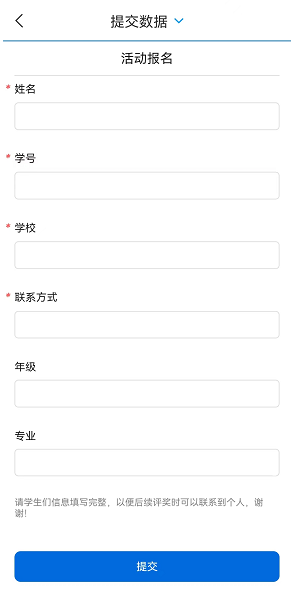 提交数据
活动报名
* 姓名
* 学号
* 学校
* 联系方式
年级
专业
请学生们信息填写完整，以便后续评奖时可以联系到个人，谢
谢！
提交